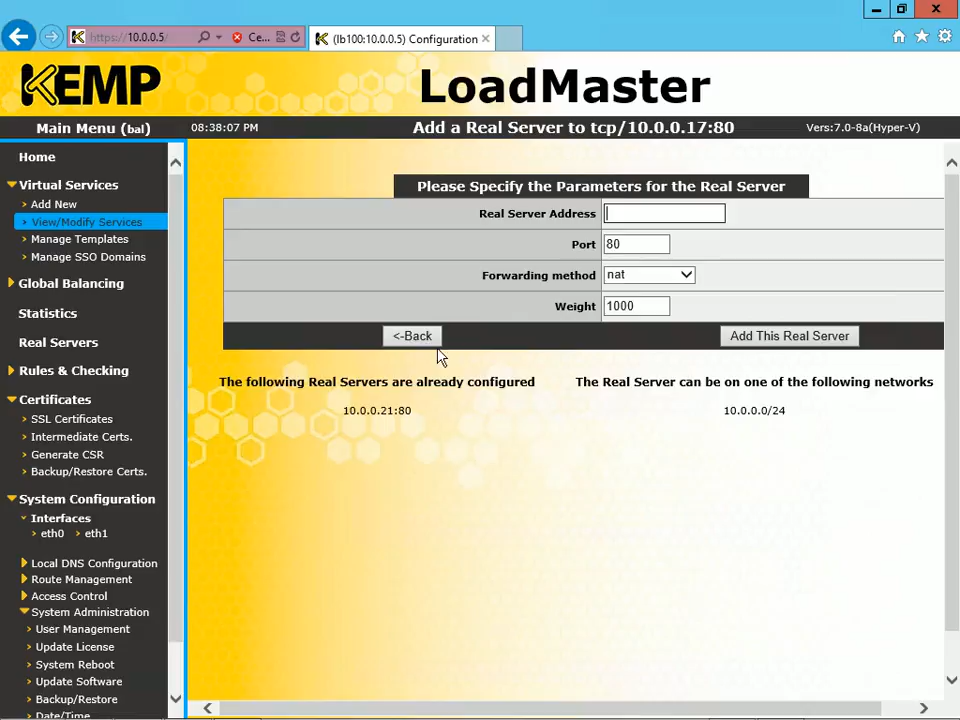 https://10.0.0.5/
Ce...
(lb100:10.0.0.5) Configuration
KEMP
LoadMaster
Main Menu (bal)
08:38:07 PM
Add a Real Server to tcp/10.0.0.17:80
Vers:7.0-8a(Hyper-V)
Home
Virtual Services
Add New
View/Modify Services
Manage Templates
Manage SSO Domains
Global Balancing
Statistics
Real Servers
Rules & Checking
Certificates
SSL Certificates
Intermediate Certs.
Generate CSR
Backup/Restore Certs.
System Configuration
Interfaces
eth0 eth1
Local DNS Configuration
Route Management
Access Control
System Administration
User Management
Update License
System Reboot
Update Software
Backup/Restore
Date/Time
Please Specify the Parameters for the Real Server
Real Server Address
Port 80
Forwarding method nat
Weight 1000
<-Back
Add This Real Server
The following Real Servers are already configured
10.0.0.21:80
The Real Server can be on one of the following networks
10.0.0.0/24